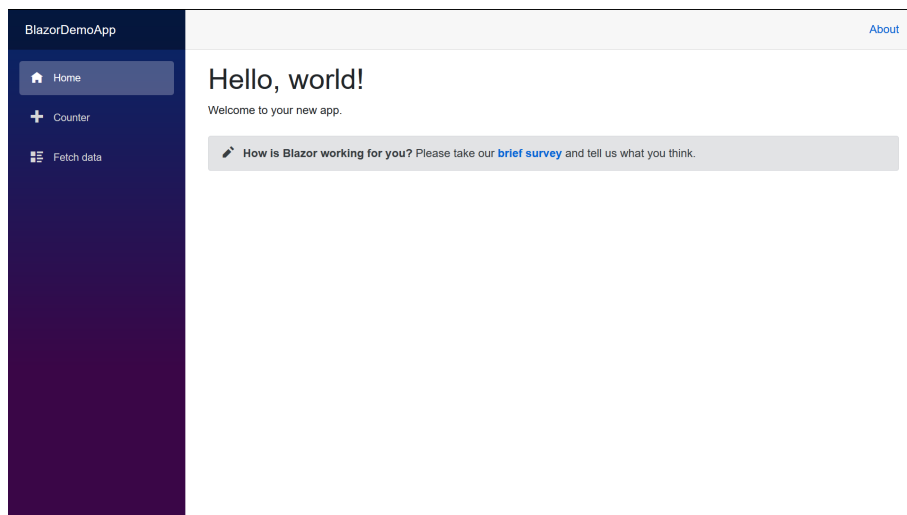 BlazorDemoApp
About
Home
Counter
Fetch data
Hello, world!
Welcome to your new app.
How is Blazor working for you? Please take our brief survey and tell us what you think.